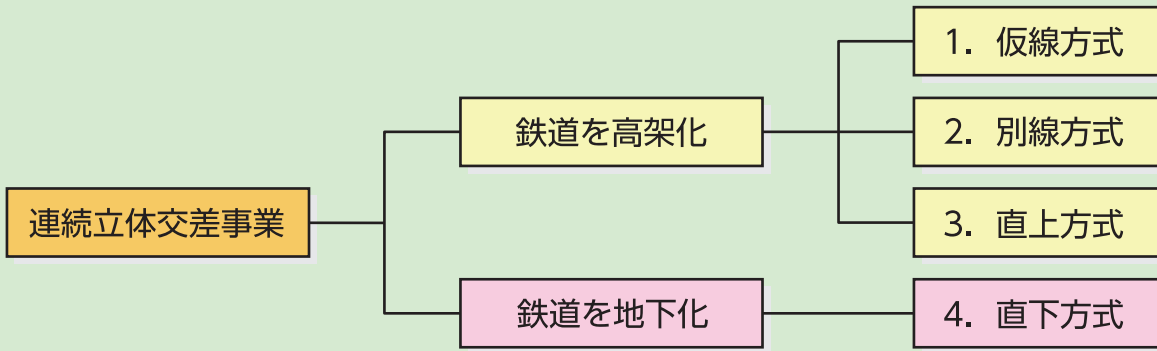 連続立体交差事業
鉄道を高架化
1. 仮線方式
2. 別線方式
3. 直上方式
鉄道を地下化
4. 直下方式